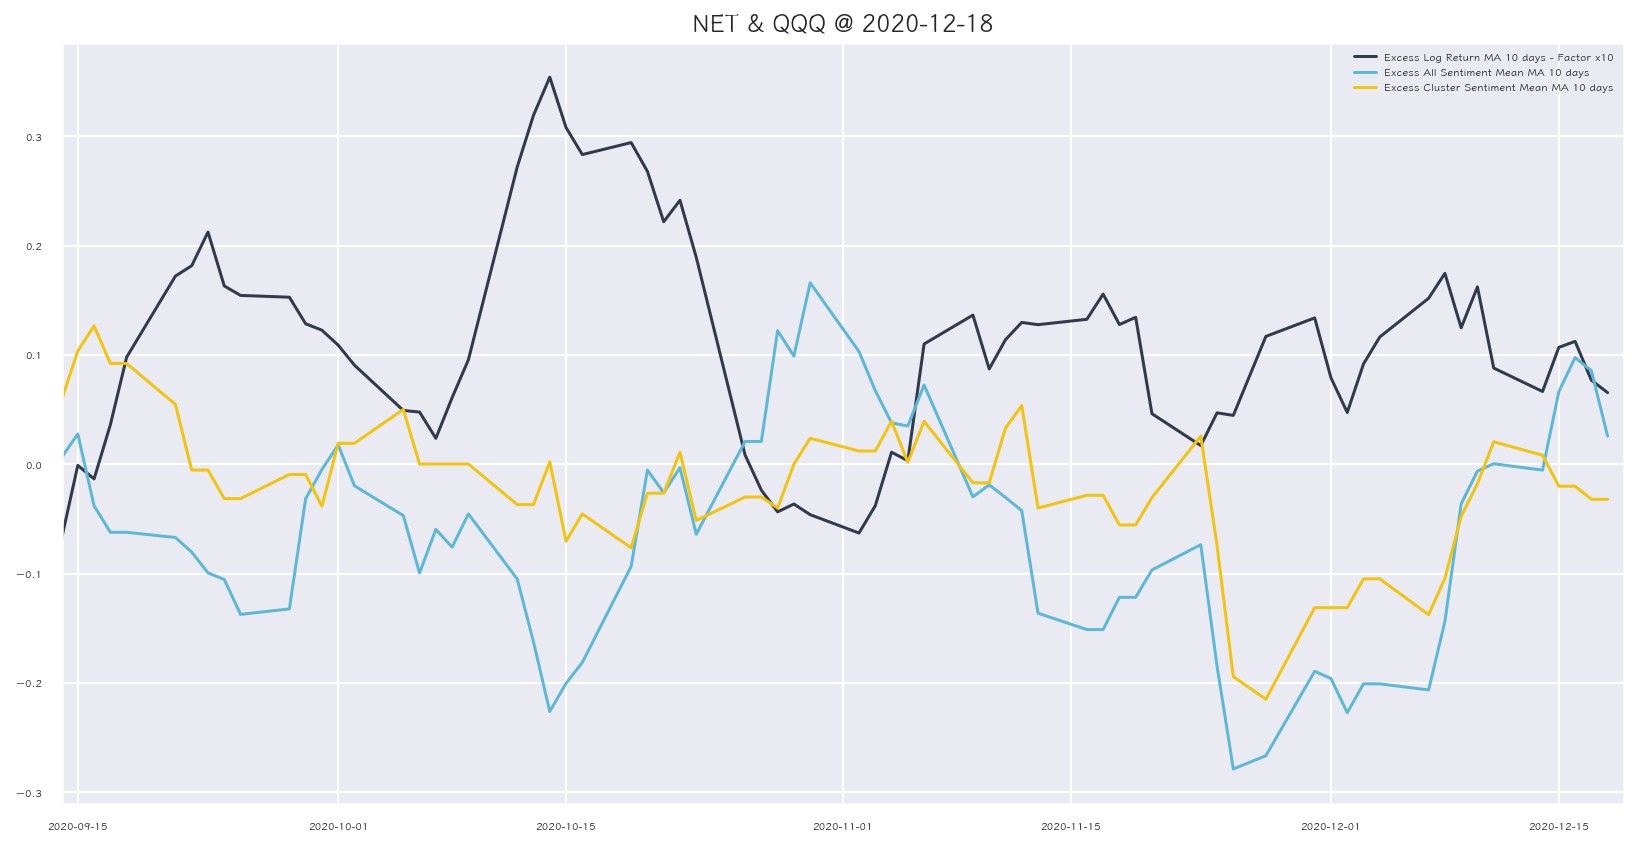 NET & QQQ @ 2020-12-18
Excess Log Return MA 10 days - Factor x10
Excess All Sentiment Mean MA 10 days
Excess Cluster Sentiment Mean MA 10 days
0.3
0.2
0.1
0.0
−0.1
−0.2
−0.3
2020-09-15 2020-10-01 2020-10-15 2020-11-01 2020-11-15 2020-12-01 2020-12-15